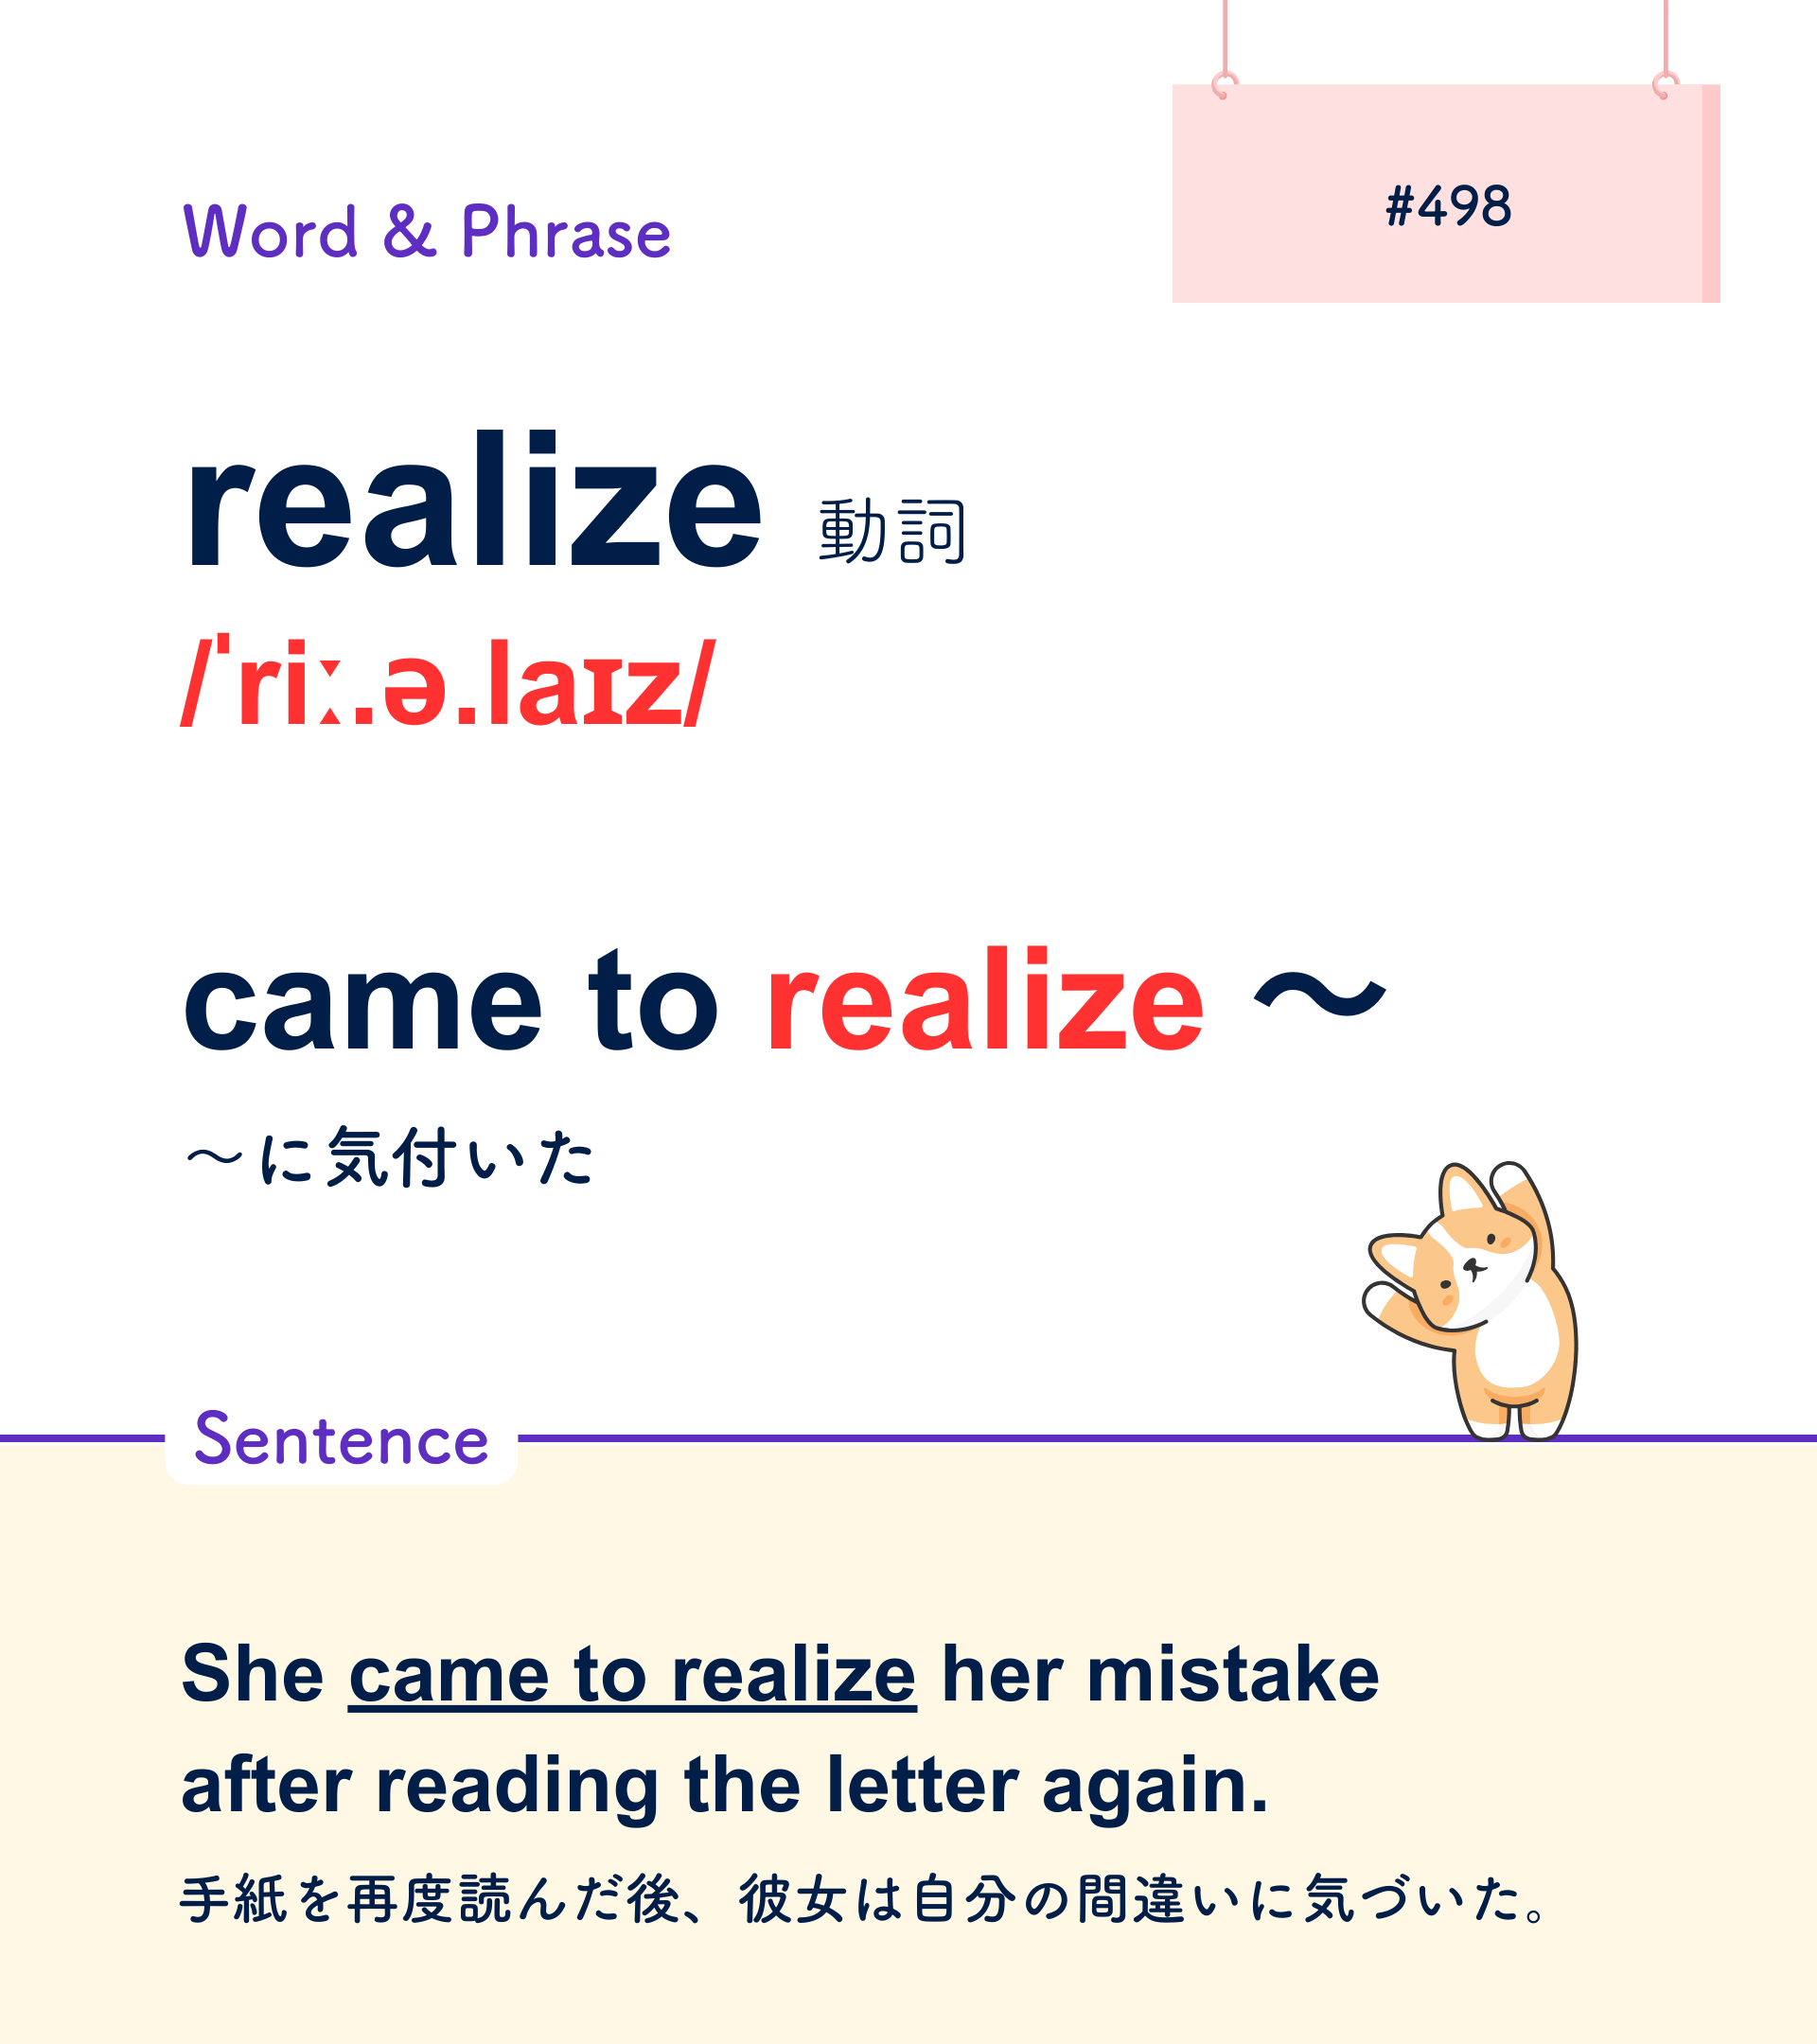 #498
Word & Phrase
realize 動詞
/ˈriː.ə.laɪz/
came to realize 〜
〜に気付いた
Sentence
She came to realize her mistake
after reading the letter again.
手紙を再度読んだ後、彼女は自分の間違いに気づいた。